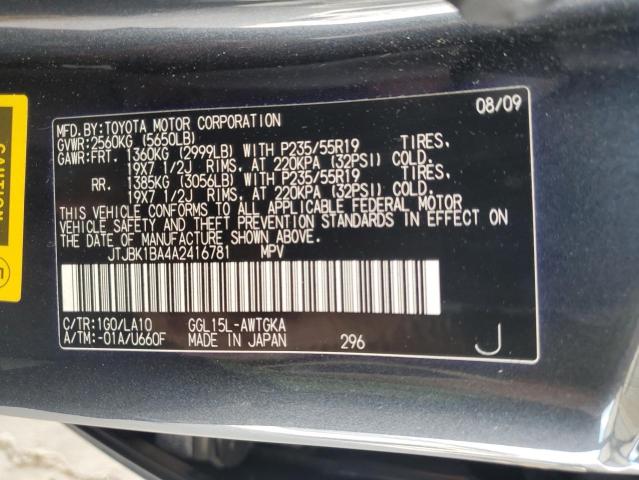 08/09
MFD.BY:TOYOTA MOTOR CORPORATION
GVWR:2560KG (5650LB)
GAWR:FRT. 1360KG (2999LB) WITH P235/55R19 TIRES,
19X7 1/2J RIMS, AT 220KPA (32PSI) COLD.
RR. 1385KG (3056LB) WITH P235/55R19 TIRES,
19X7 1/2J RIMS, AT 220KPA (32PSI) COLD.
THIS VEHICLE CONFORMS TO ALL APPLICABLE FEDERAL MOTOR
VEHICLE SAFETY AND THEFT PREVENTION STANDARDS IN EFFECT ON
THE DATE OF MANUFACTURE SHOWN ABOVE.
JTJBK1BA4A2416781 MPV
C/TR:1G0/LA10 GGL15L-AWTGKA
A/TM:-01A/U660F MADE IN JAPAN 296 J
CAUTION